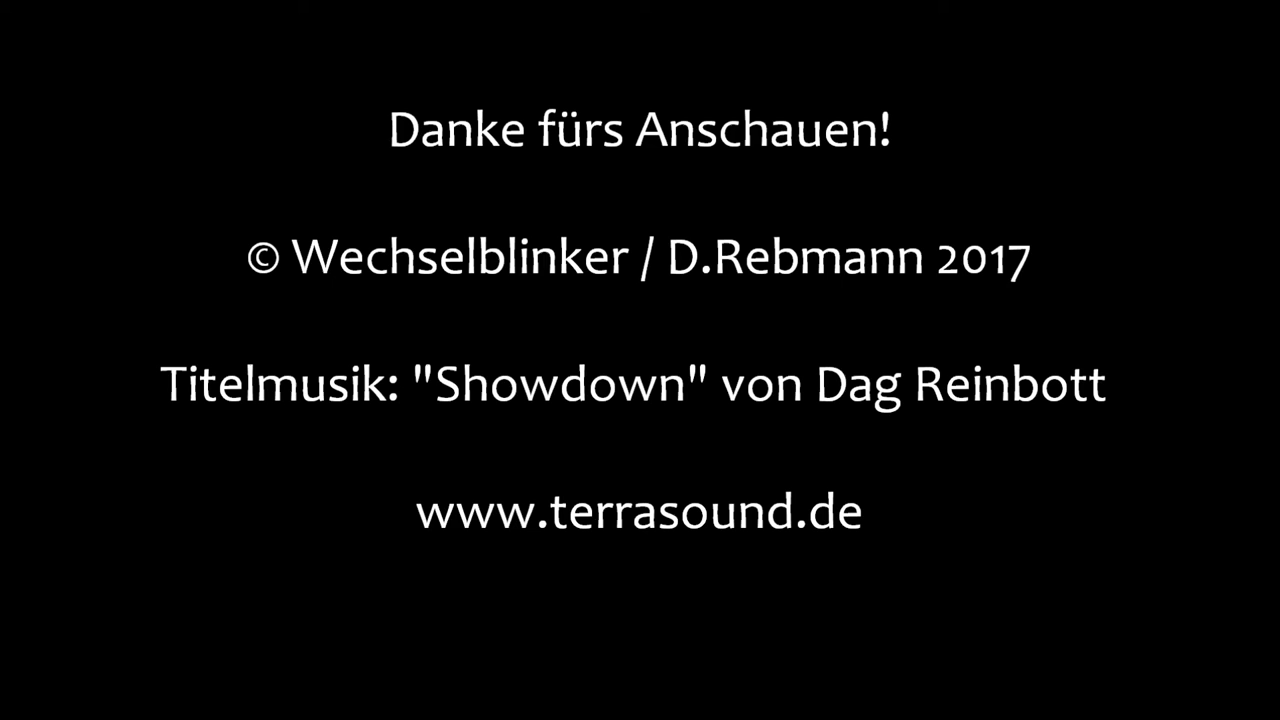 Danke fürs Anschauen!
© Wechselblinker / D.Rebmann 2017
Titelmusik: "Showdown" von Dag Reinbott
www.terrasound.de